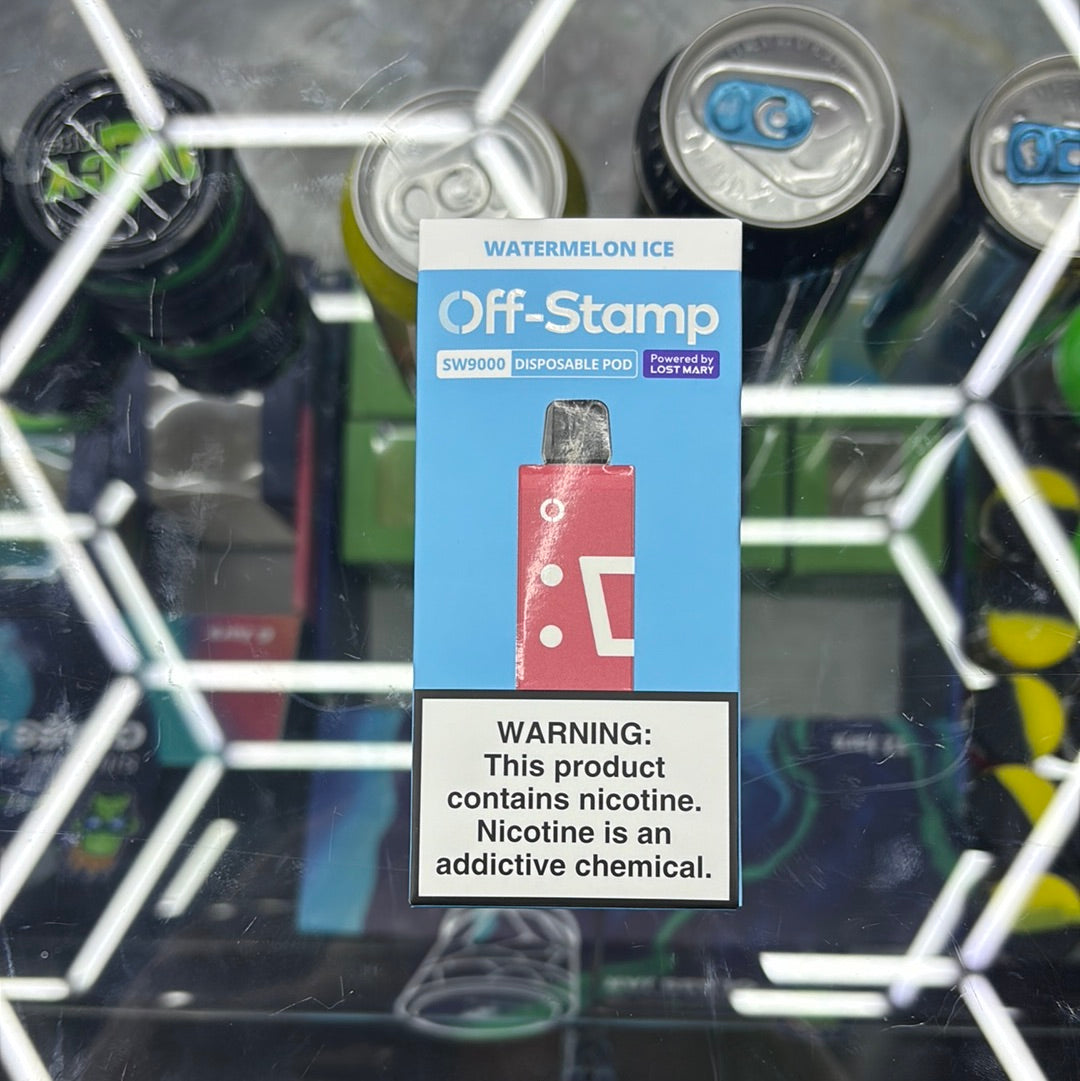 WATERMELON ICE
Off-Stamp
SW9000 DISPOSABLE POD
Powered by
LOST MARY
WARNING:
This product
contains nicotine.
Nicotine is an
addictive chemical.